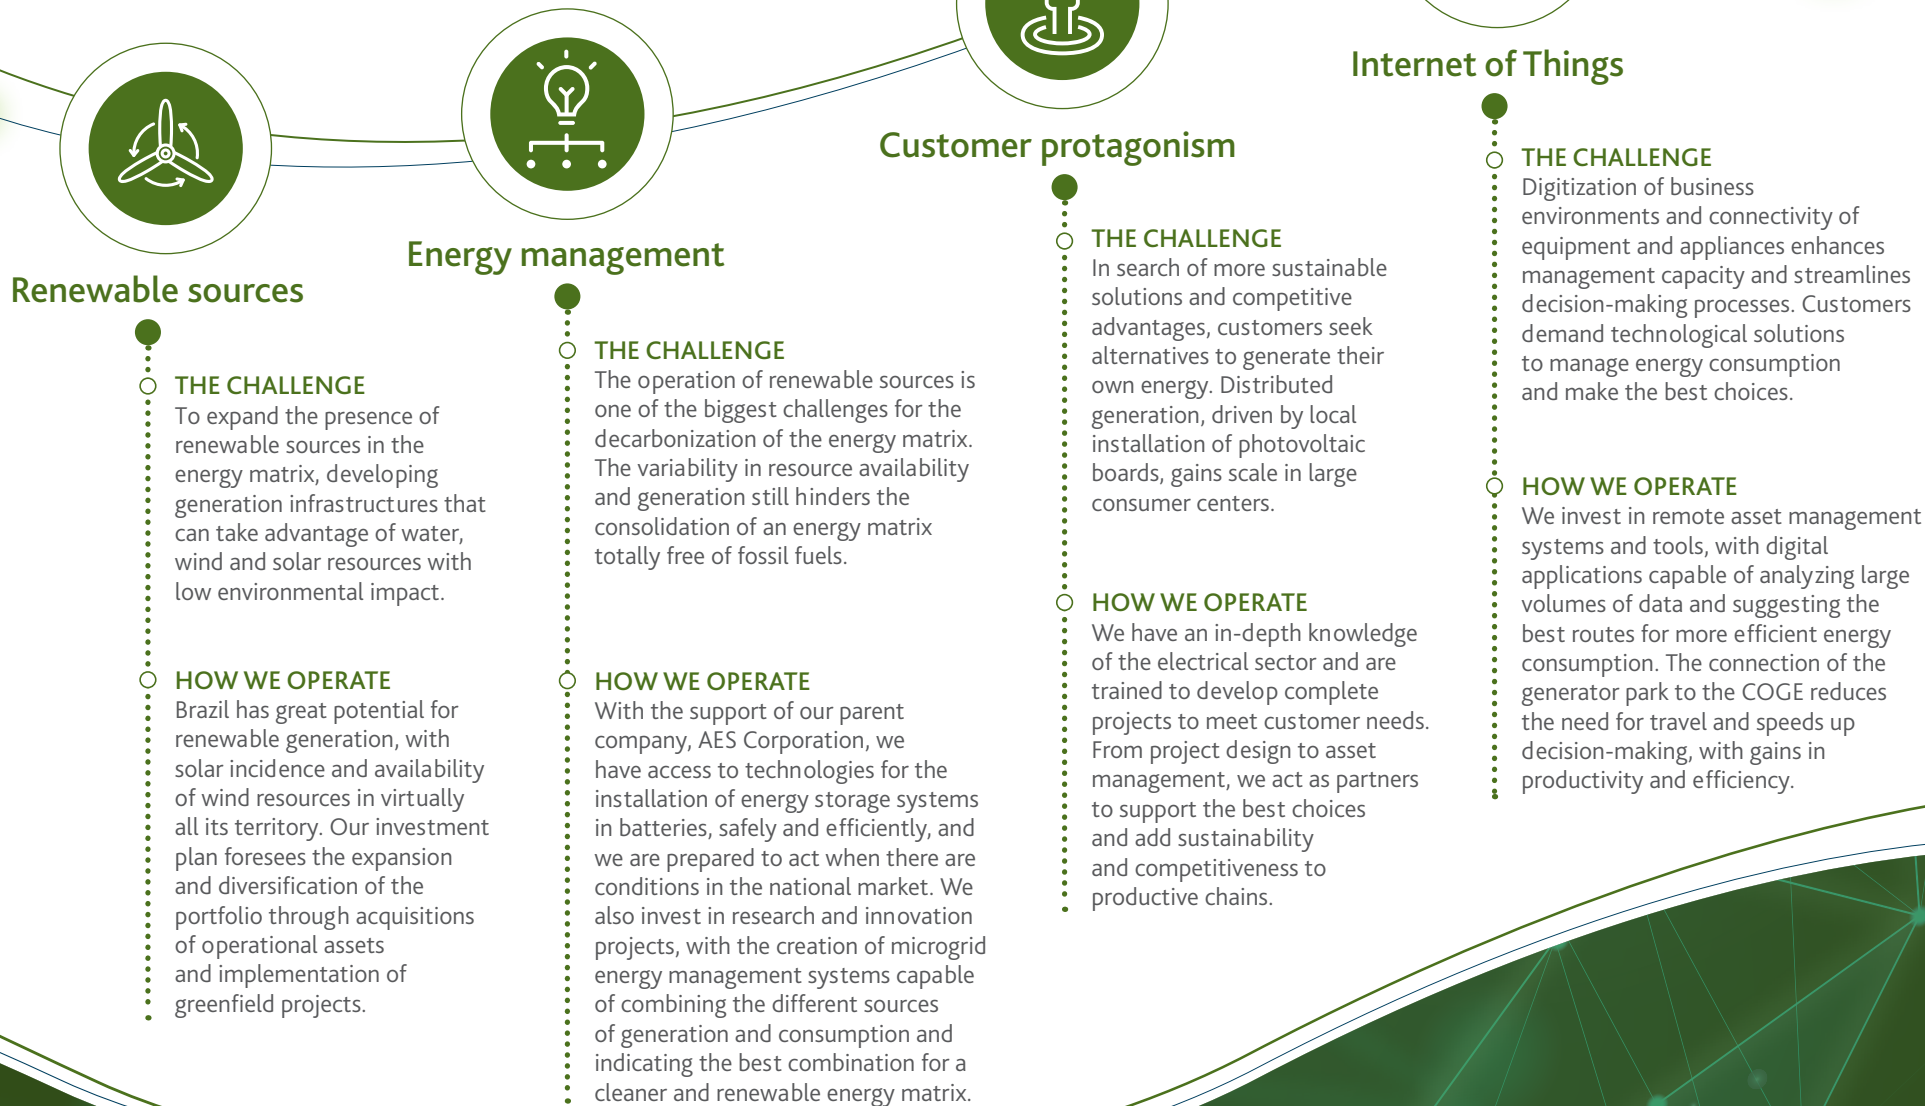 Renewable sources
THE CHALLENGE
To expand the presence of
renewable sources in the
energy matrix, developing
generation infrastructures that
can take advantage of water,
wind and solar resources with
low environmental impact.
HOW WE OPERATE
Brazil has great potential for
renewable generation, with
solar incidence and availability
of wind resources in virtually
all its territory. Our investment
plan foresees the expansion
and diversification of the
portfolio through acquisitions
of operational assets
and implementation of
greenfield projects.
Energy management
THE CHALLENGE
The operation of renewable sources is
one of the biggest challenges for the
decarbonization of the energy matrix.
The variability in resource availability
and generation still hinders the
consolidation of an energy matrix
totally free of fossil fuels.
HOW WE OPERATE
With the support of our parent
company, AES Corporation, we
have access to technologies for the
installation of energy storage systems
in batteries, safely and efficiently, and
we are prepared to act when there are
conditions in the national market. We
also invest in research and innovation
projects, with the creation of microgrid
energy management systems capable
of combining the different sources
of generation and consumption and
indicating the best combination for a
cleaner and renewable energy matrix.
Customer protagonism
THE CHALLENGE
In search of more sustainable
solutions and competitive
advantages, customers seek
alternatives to generate their
own energy. Distributed
generation, driven by local
installation of photovoltaic
boards, gains scale in large
consumer centers.
HOW WE OPERATE
We have an in-depth knowledge
of the electrical sector and are
trained to develop complete
projects to meet customer needs.
From project design to asset
management, we act as partners
to support the best choices
and add sustainability
and competitiveness to
productive chains.
Internet of Things
THE CHALLENGE
Digitization of business
environments and connectivity of
equipment and appliances enhances
management capacity and streamlines
decision-making processes. Customers
demand technological solutions
to manage energy consumption
and make the best choices.
HOW WE OPERATE
We invest in remote asset management
systems and tools, with digital
applications capable of analyzing large
volumes of data and suggesting the
best routes for more efficient energy
consumption. The connection of the
generator park to the COGE reduces
the need for travel and speeds up
decision-making, with gains in
productivity and efficiency.